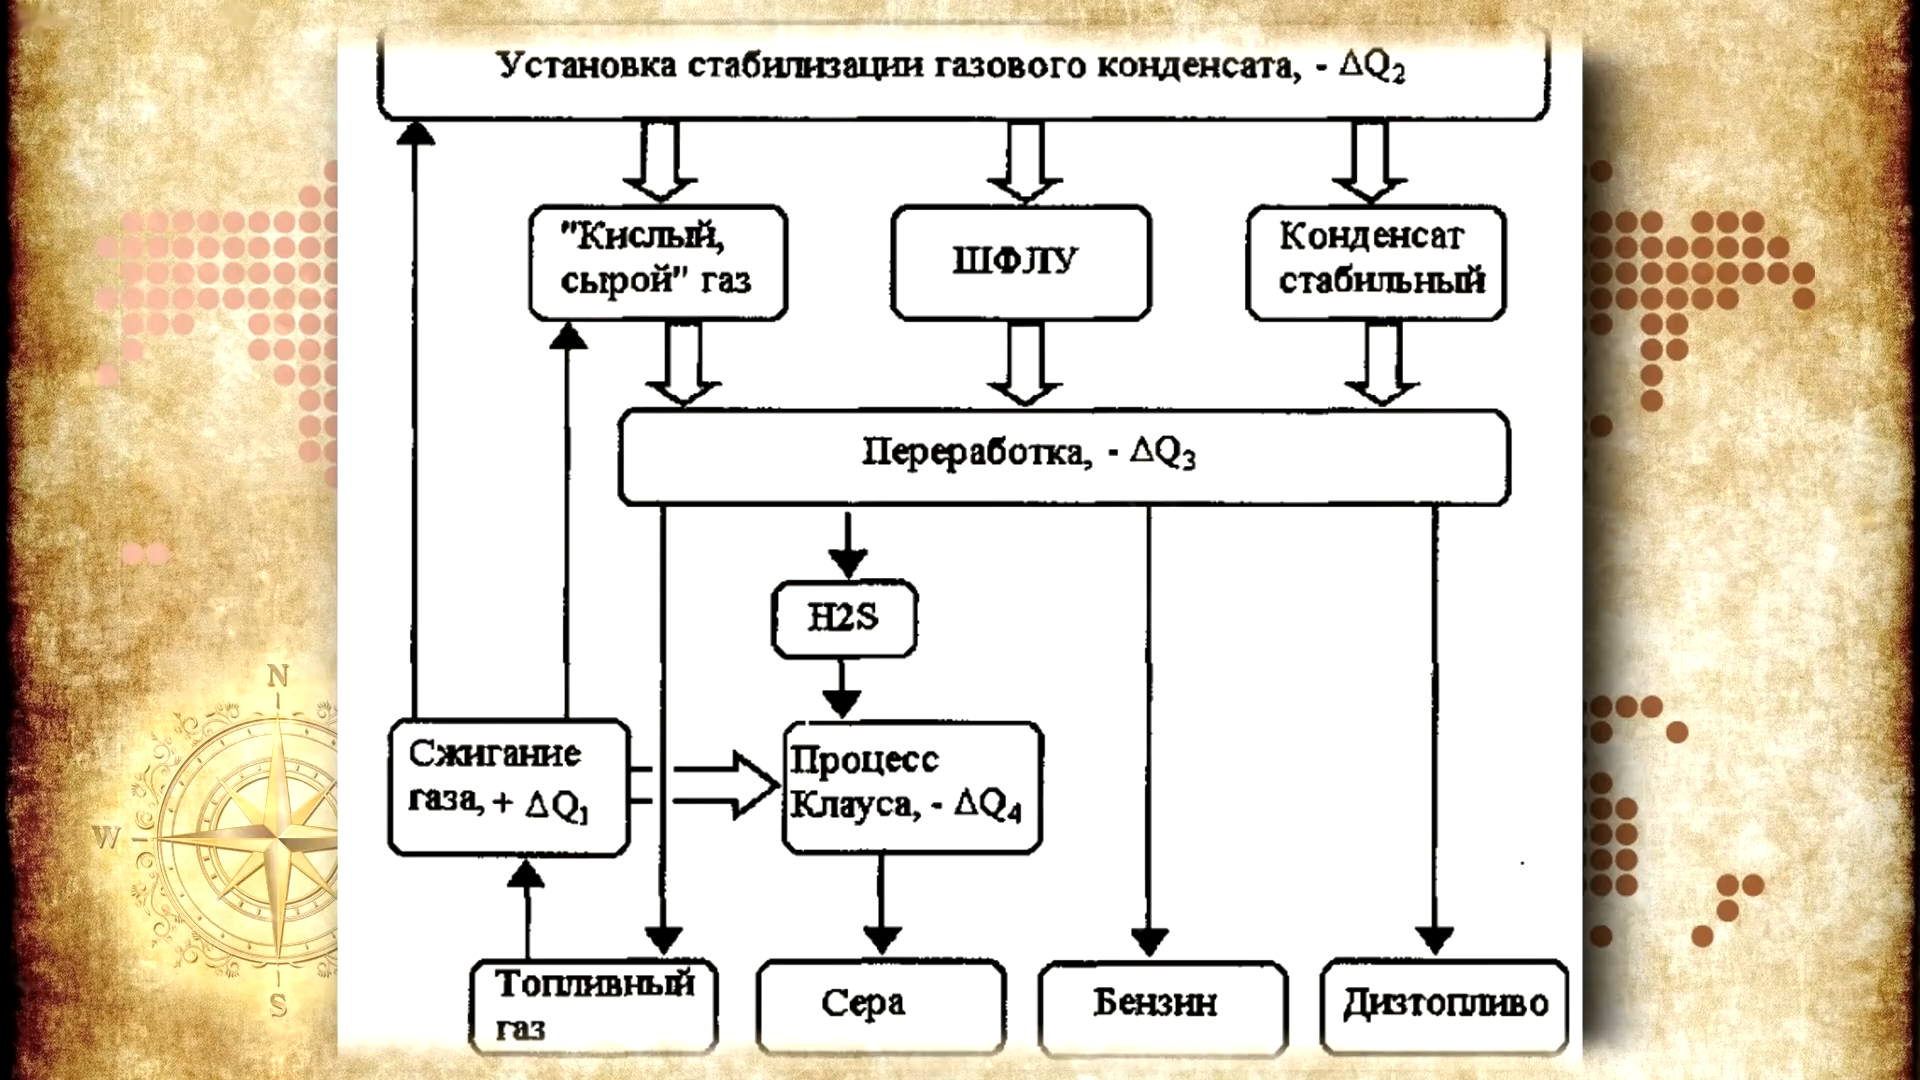 Установка стабилизации газового конденсата, - ΔQ₂
"Кислый,
сырой" газ
ШФЛУ
Конденсат
стабильный
Переработка, - ΔQ₃
H2S
Сжигание
газа, + ΔQ₁
Процесс
Клауса, - ΔQ₄
Топливный
газ
Сера
Бензин
Дизтопливо
N
W
S